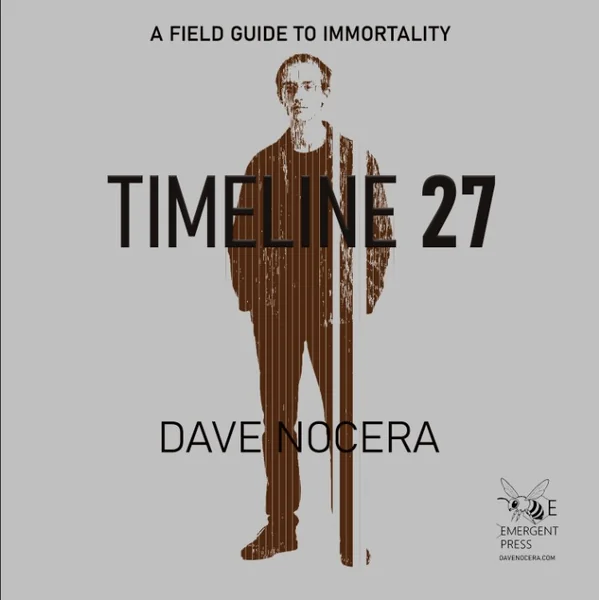 A FIELD GUIDE TO IMMORTALITY
TIMELINE 27
DAVE NOCERA
E
EMERGENT
PRESS
DAVENOCERA.COM